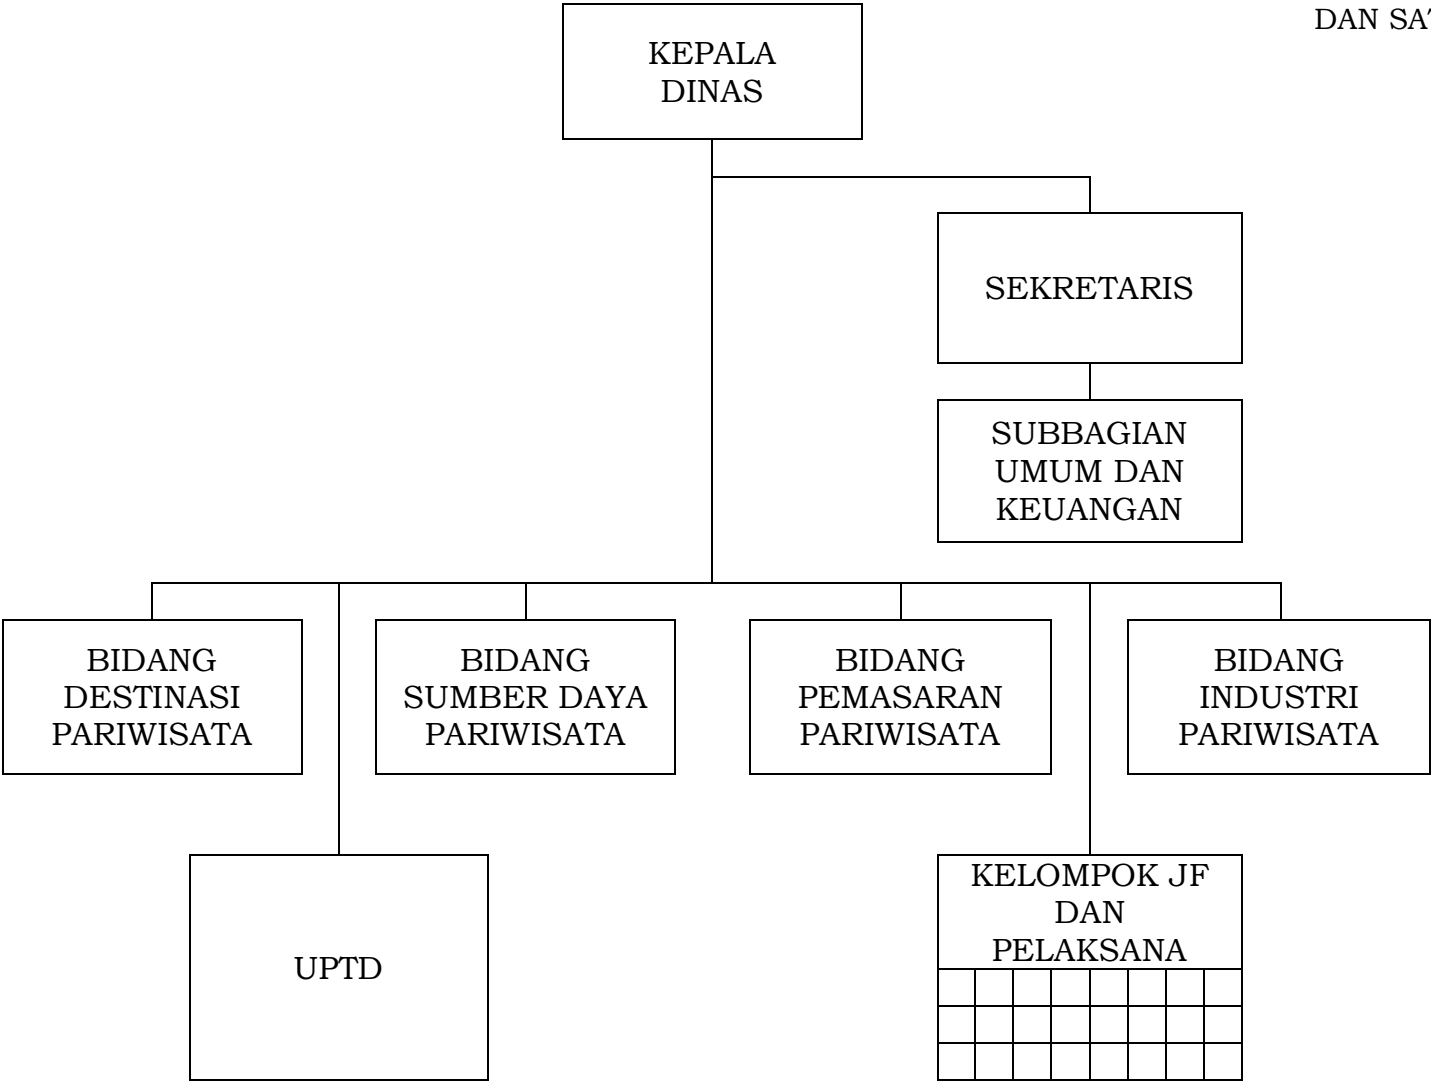 DAN SA
KEPALA
DINAS
SEKRETARIS
SUBBAGIAN
UMUM DAN
KEUANGAN
BIDANG
DESTINASI
PARIWISATA
BIDANG
SUMBER DAYA
PARIWISATA
BIDANG
PEMASARAN
PARIWISATA
BIDANG
INDUSTRI
PARIWISATA
UPTD
KELOMPOK JF
DAN
PELAKSANA